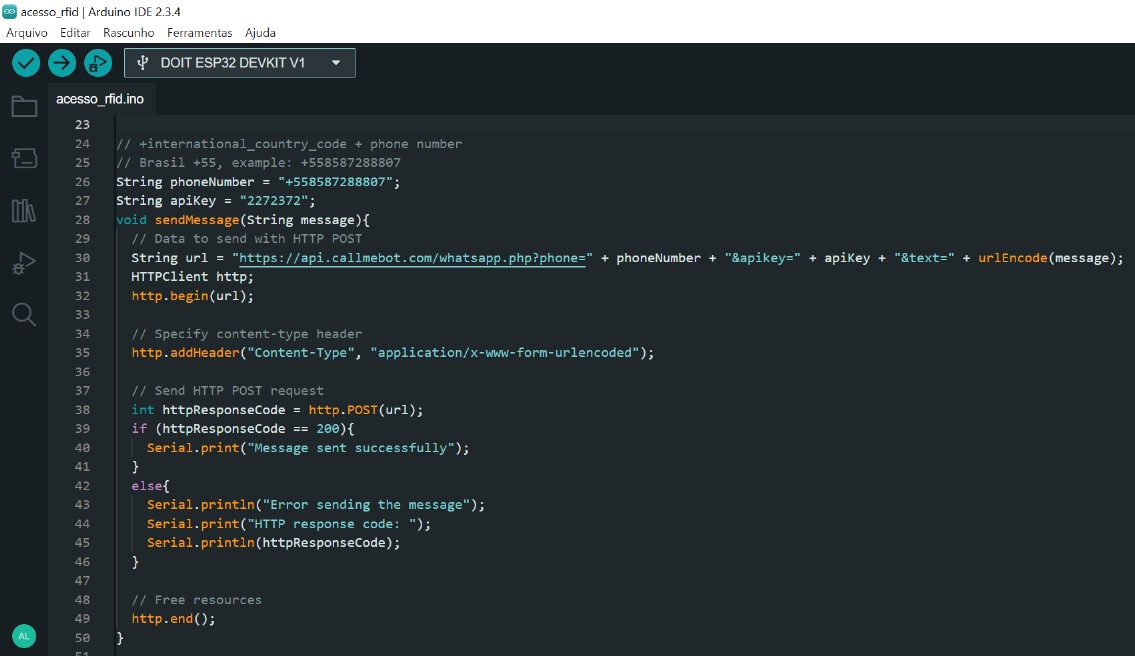 acesso_rfid | Arduino IDE 2.3.4
Arquivo Editar Rascunho Ferramentas Ajuda
DOIT ESP32 DEVKIT V1
acesso_rfid.ino
23
24 // +international_country_code + phone number
25 // Brasil +55, example: +558587288807
26 String phoneNumber = "+558587288807";
27 String apiKey = "2272372";
28 void sendMessage(String message){
29 // Data to send with HTTP POST
30 String url = "https://api.callmebot.com/whatsapp.php?phone=" + phoneNumber + "&apikey=" + apiKey + "&text=" + urlEncode(message);
31 HTTPClient http;
32 http.begin(url);
33
34 // Specify content-type header
35 http.addHeader("Content-Type", "application/x-www-form-urlencoded");
36
37 // Send HTTP POST request
38 int httpResponseCode = http.POST(url);
39 if (httpResponseCode == 200){
40 Serial.print("Message sent successfully");
41 }
42 else{
43 Serial.println("Error sending the message");
44 Serial.print("HTTP response code: ");
45 Serial.println(httpResponseCode);
46 }
47
48 // Free resources
49 http.end();
50 }
51
AL